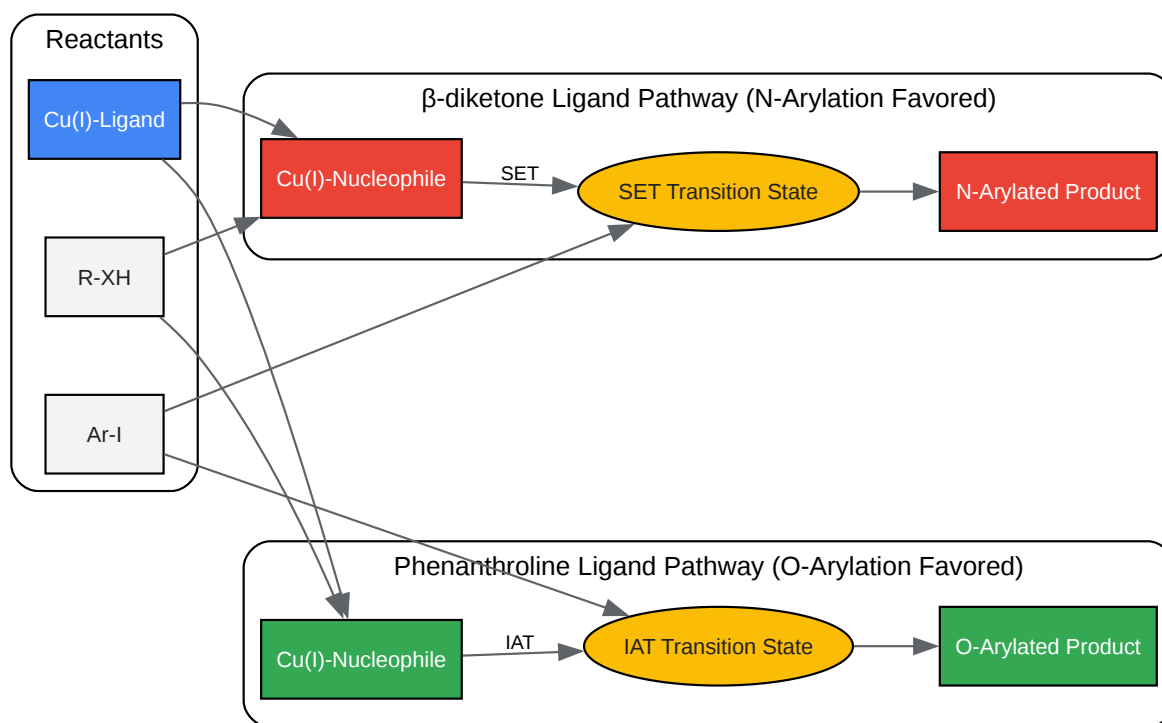 Reactants
Cu(I)-Ligand
R-XH
Ar-I
β-diketone Ligand Pathway (N-Arylation Favored)
Cu(I)-Nucleophile
SET
SET Transition State
N-Arylated Product
Phenanthroline Ligand Pathway (O-Arylation Favored)
Cu(I)-Nucleophile
IAT
IAT Transition State
O-Arylated Product